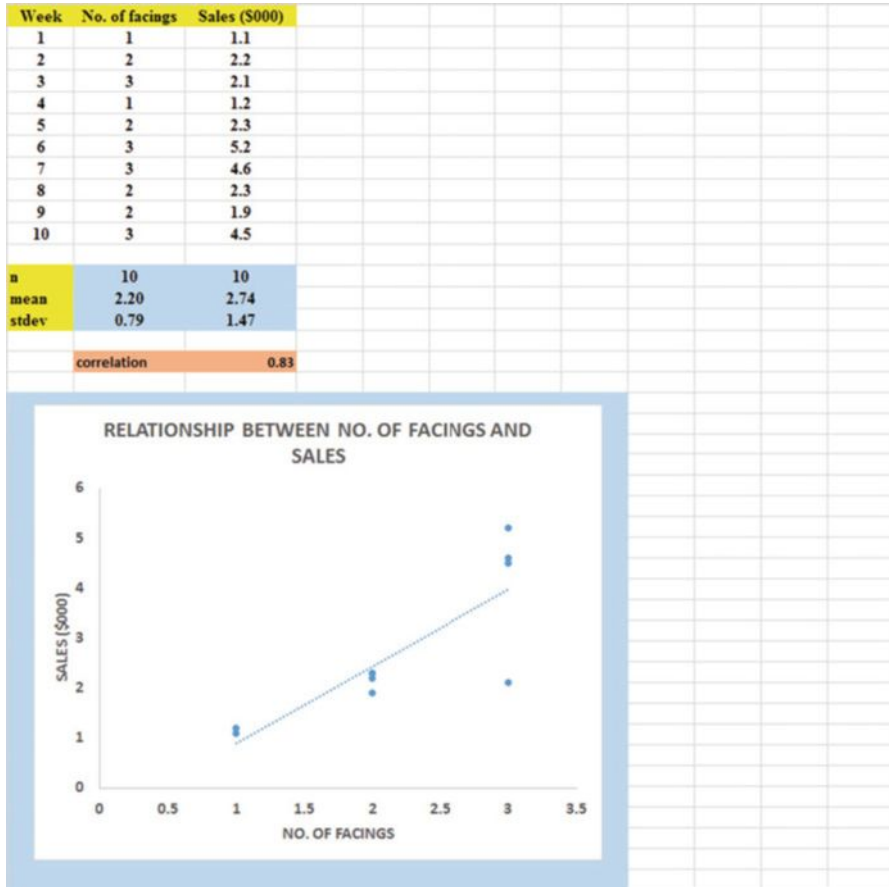 Week No. of facings Sales ($000)
1 1 1.1
2 2 2.2
3 3 2.1
4 1 1.2
5 2 2.3
6 3 5.2
7 3 4.6
8 2 2.3
9 2 1.9
10 3 4.5
n 10 10
mean 2.20 2.74
stdev 0.79 1.47
correlation 0.83
RELATIONSHIP BETWEEN NO. OF FACINGS AND
SALES
6
5
4
3
2
1
0
SALES ($000)
0 0.5 1 1.5 2 2.5 3 3.5
NO. OF FACINGS